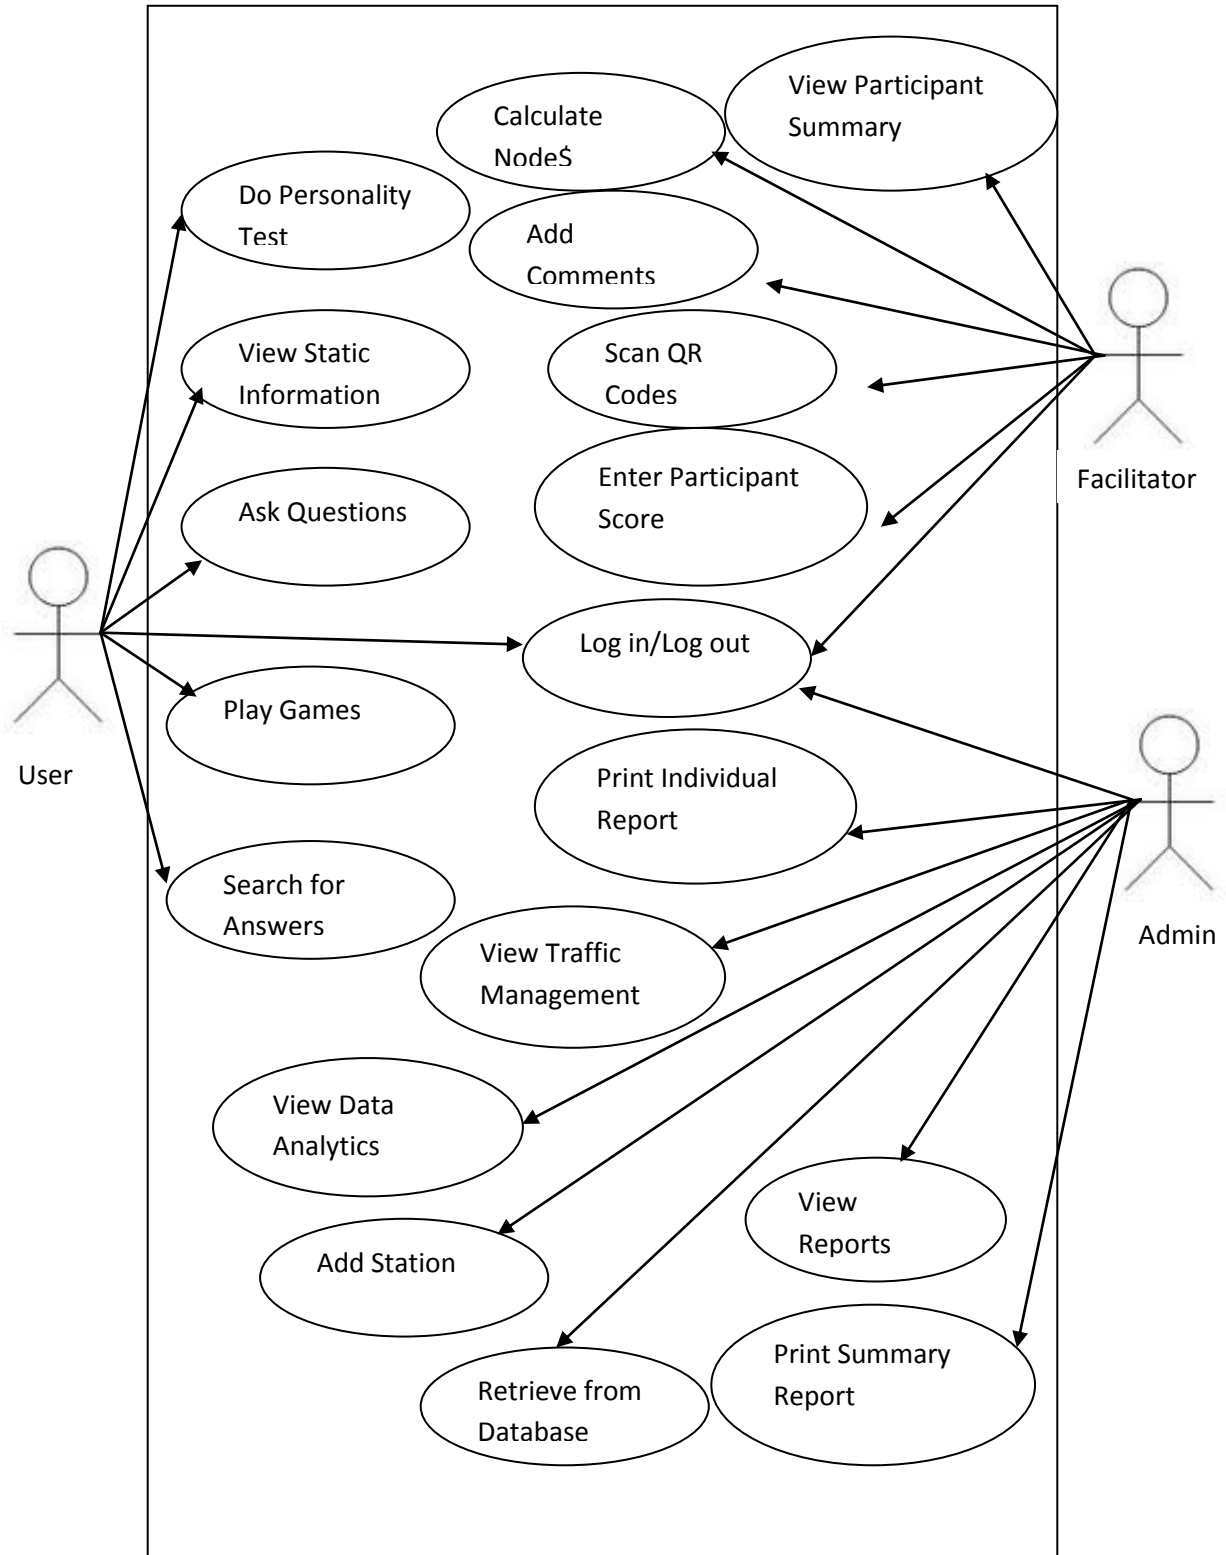 View Participant
Summary
Calculate
Node$
Do Personality
Test
Add
Comments
View Static
Information
Scan QR
Codes
Facilitator
Enter Participant
Score
Ask Questions
Log in/Log out
Play Games
User
Print Individual
Report
Search for
Answers
Admin
View Traffic
Management
View Data
Analytics
View
Reports
Add Station
Print Summary
Report
Retrieve from
Database